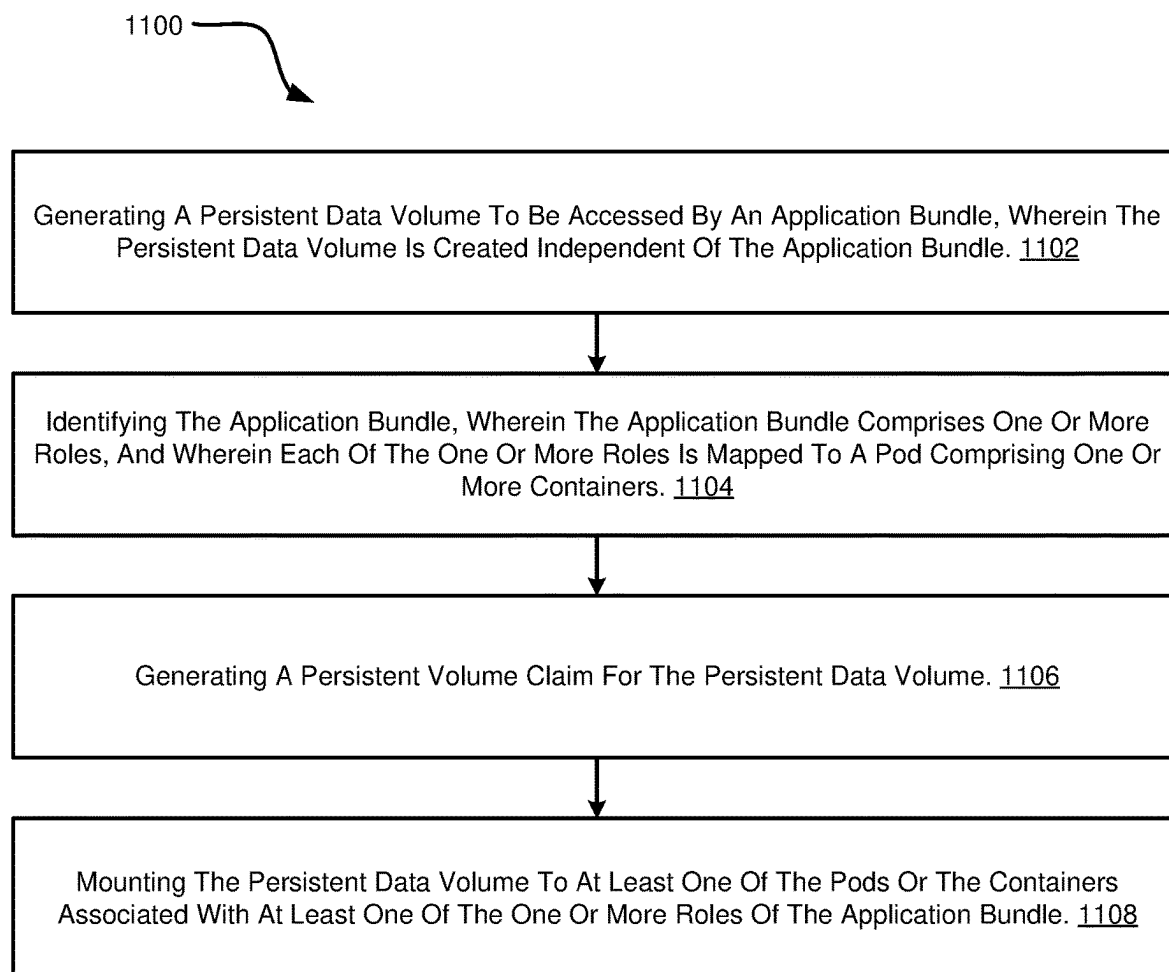 1100
Generating A Persistent Data Volume To Be Accessed By An Application Bundle, Wherein The
Persistent Data Volume Is Created Independent Of The Application Bundle. 1102
Identifying The Application Bundle, Wherein The Application Bundle Comprises One Or More
Roles, And Wherein Each Of The One Or More Roles Is Mapped To A Pod Comprising One Or
More Containers. 1104
Generating A Persistent Volume Claim For The Persistent Data Volume. 1106
Mounting The Persistent Data Volume To At Least One Of The Pods Or The Containers
Associated With At Least One Of The One Or More Roles Of The Application Bundle. 1108